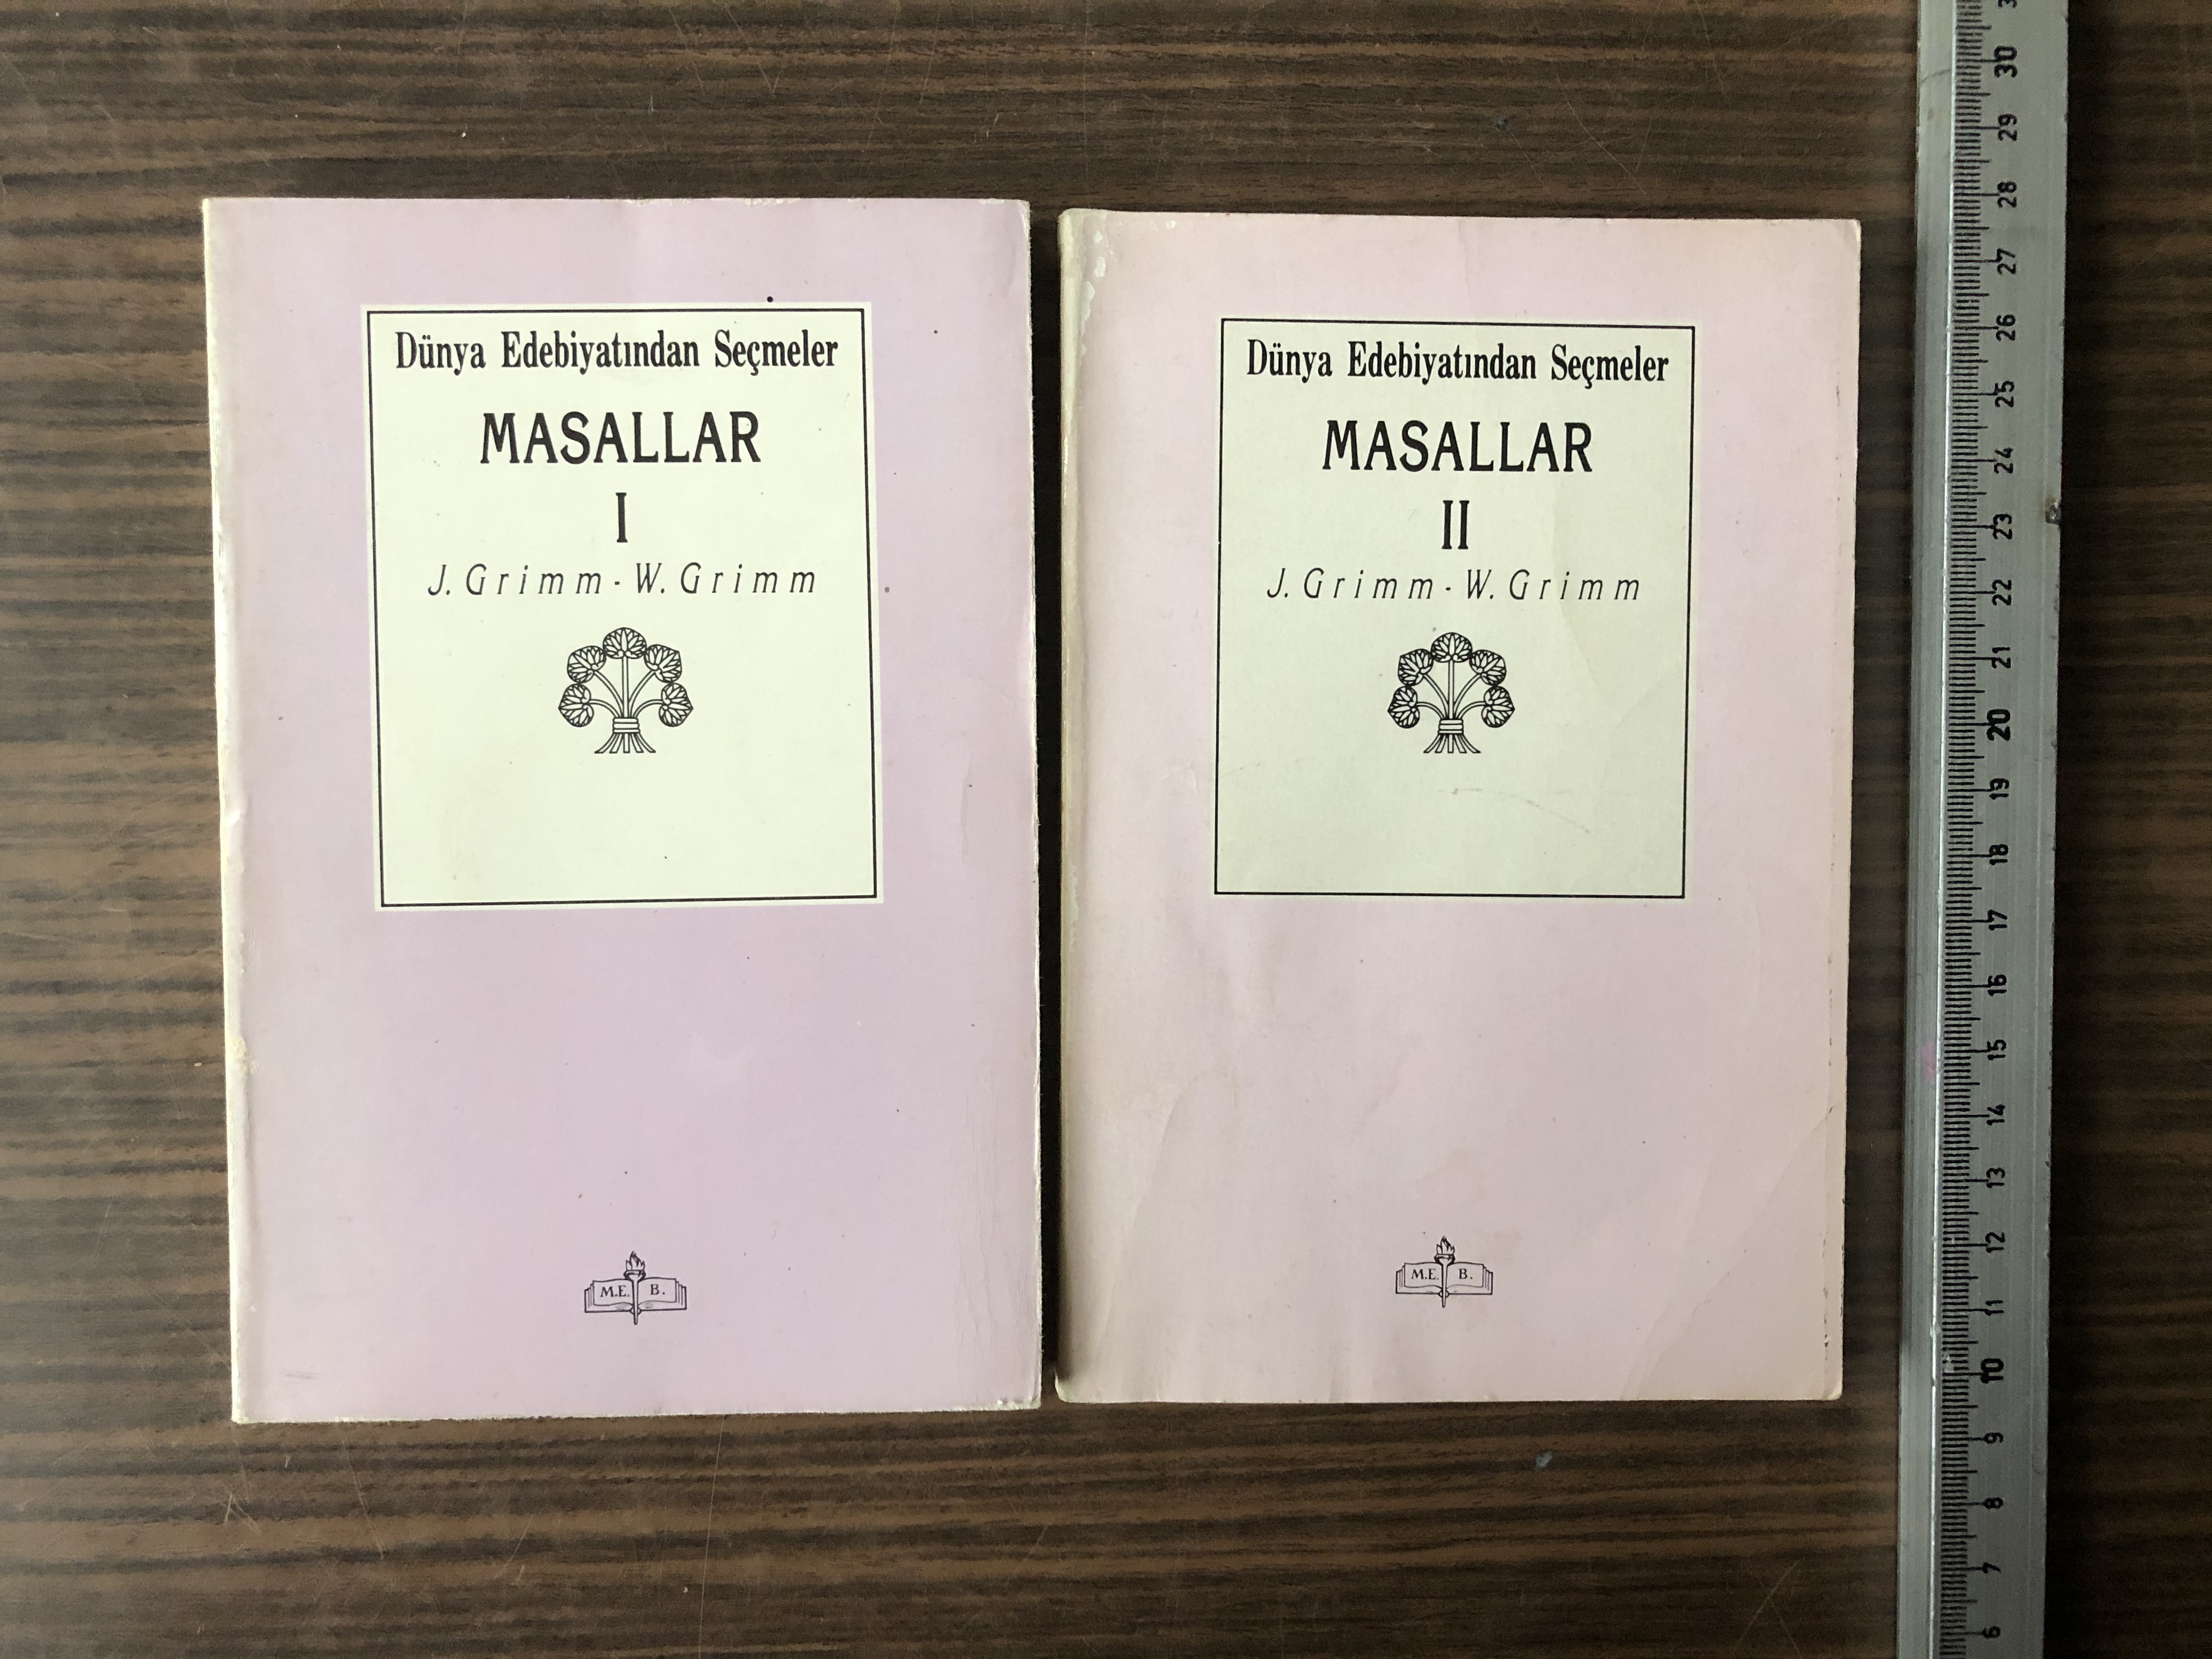 Dünya Edebiyatından Seçmeler
MASALLAR
I
J. Grimm - W. Grimm
M.E. B.
Dünya Edebiyatından Seçmeler
MASALLAR
II
J. Grimm - W. Grimm
M.E. B.
30
29
28
27
26
25
24
23
22
21
20
19
18
17
16
15
14
13
12
11
10
9
8
7
6